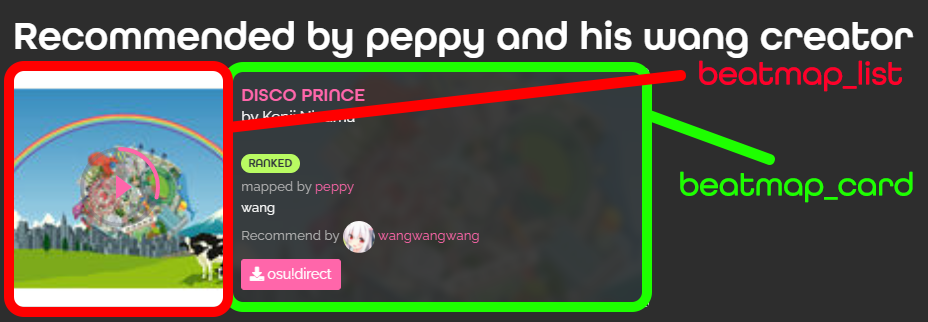 Recommended by peppy and his wang creator
beatmap_list
DISCO PRINCE
by Kenji Ninuma
RANKED
beatmap_card
mapped by peppy
wang
Recommend by wangwangwang
osu!direct